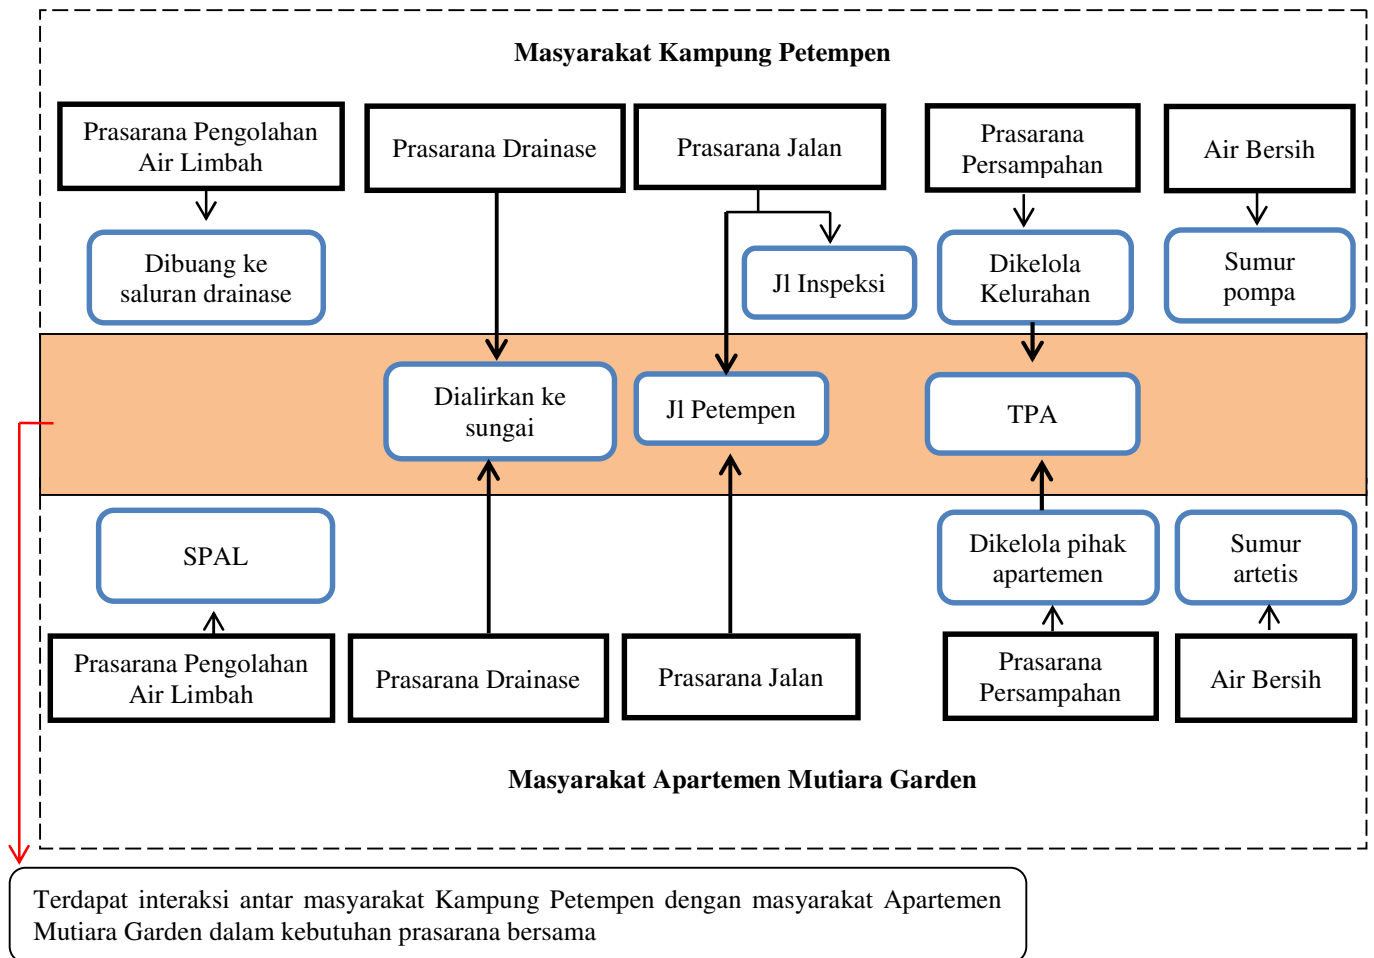 Masyarakat Kampung Petempen
Prasarana Pengolahan
Air Limbah
Prasarana Drainase
Prasarana Jalan
Prasarana
Persampahan
Air Bersih
Dibuang ke
saluran drainase
Jl Inspeksi
Dikelola
Kelurahan
Sumur
pompa
Dialirkan ke
sungai
Jl Petempen
TPA
SPAL
Dikelola pihak
apartemen
Sumur
artetis
Prasarana Pengolahan
Air Limbah
Prasarana Drainase
Prasarana Jalan
Prasarana
Persampahan
Air Bersih
Masyarakat Apartemen Mutiara Garden
Terdapat interaksi antar masyarakat Kampung Petempen dengan masyarakat Apartemen
Mutiara Garden dalam kebutuhan prasarana bersama